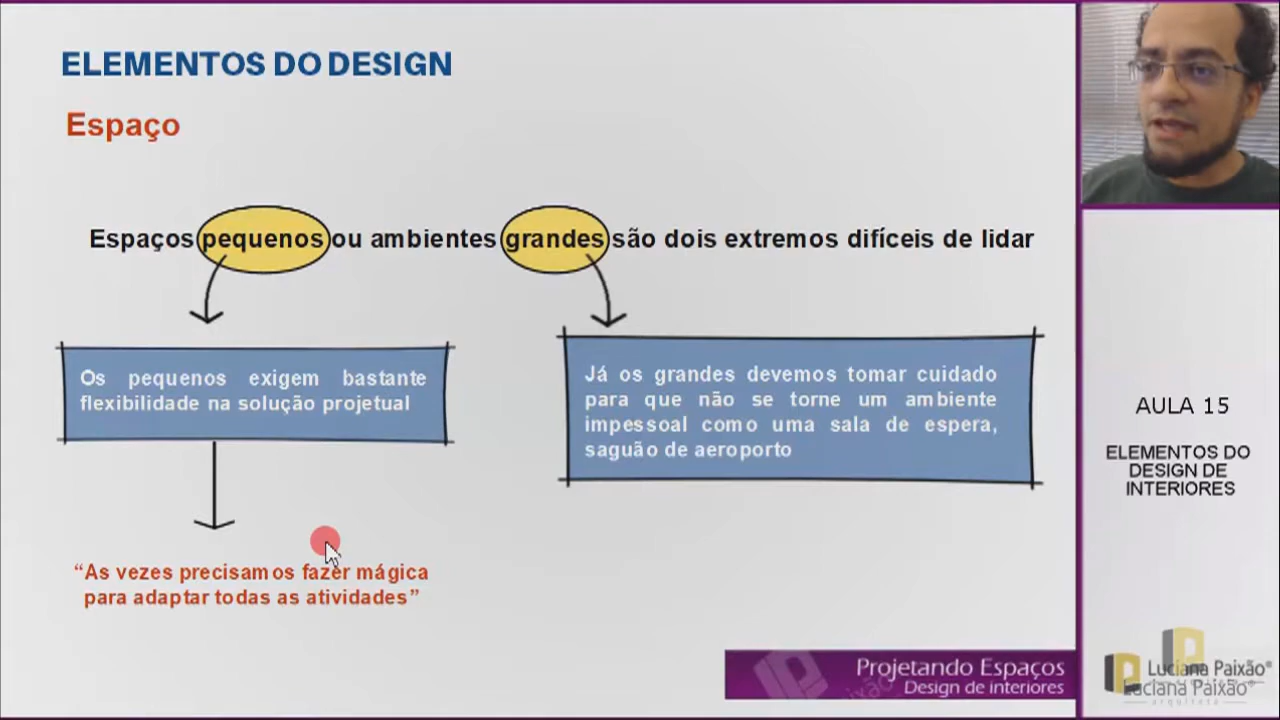 ELEMENTOS DO DESIGN
Espaço
Espaços pequenos ou ambientes grandes são dois extremos difíceis de lidar
Os pequenos exigem bastante
flexibilidade na solução projetual
Já os grandes devemos tomar cuidado
para que não se torne um ambiente
impessoal como uma sala de espera,
saguão de aeroporto
“As vezes precisamos fazer mágica
para adaptar todas as atividades”
AULA 15
ELEMENTOS DO
DESIGN DE
INTERIORES
Projetando Espaços
Design de interiores
Luciana Paixão®
Luciana Paixão®
arquiteta